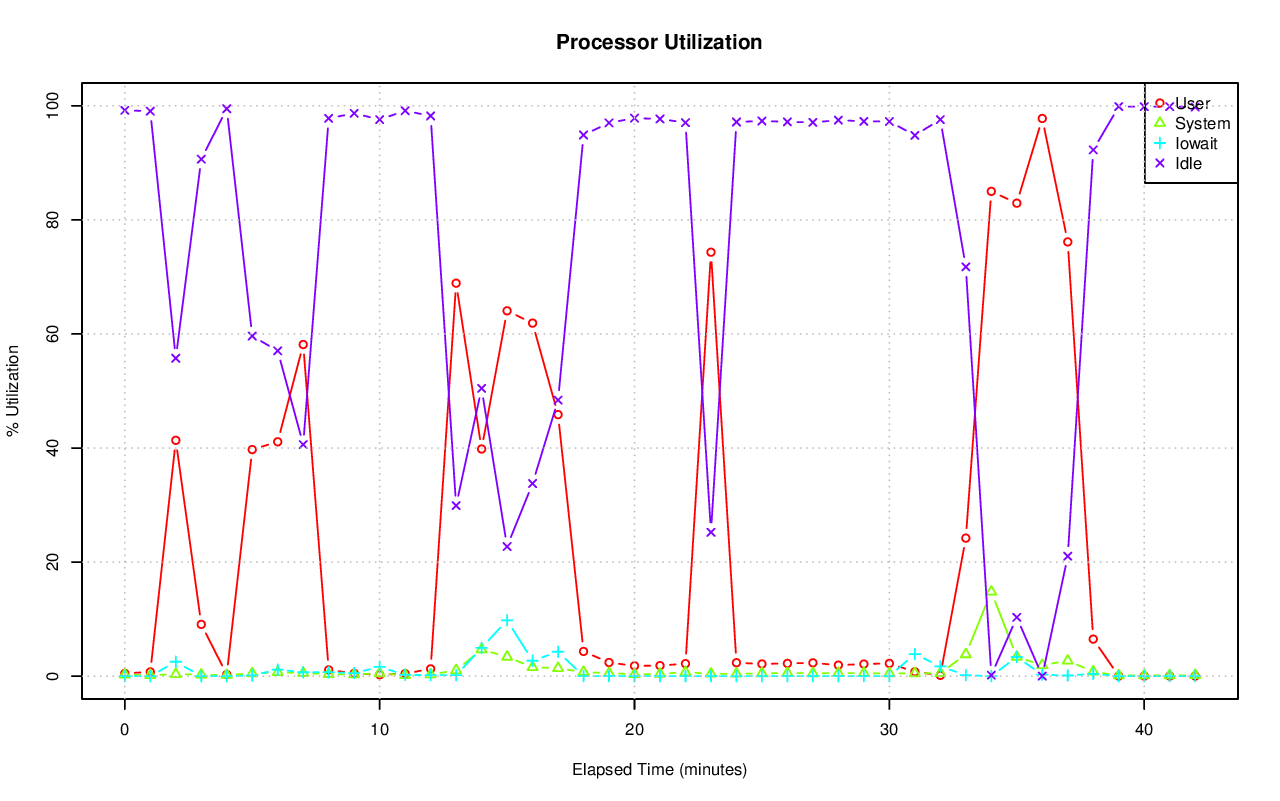 Processor Utilization
% Utilization
100
80
60
40
20
0
User
System
Iowait
Idle
0 10 20 30 40
Elapsed Time (minutes)